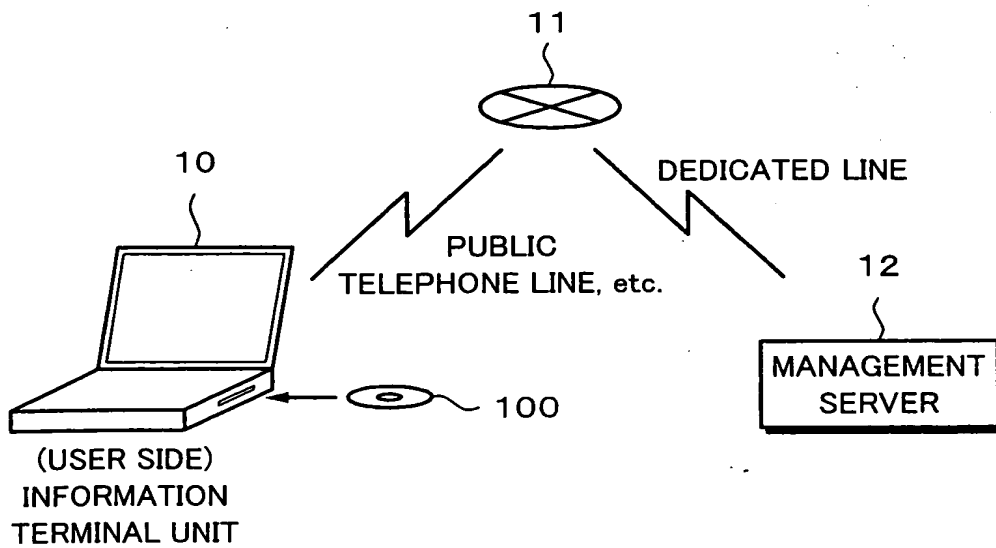 11
10
DEDICATED LINE
PUBLIC
TELEPHONE LINE, etc.
12
MANAGEMENT
SERVER
100
(USER SIDE)
INFORMATION
TERMINAL UNIT